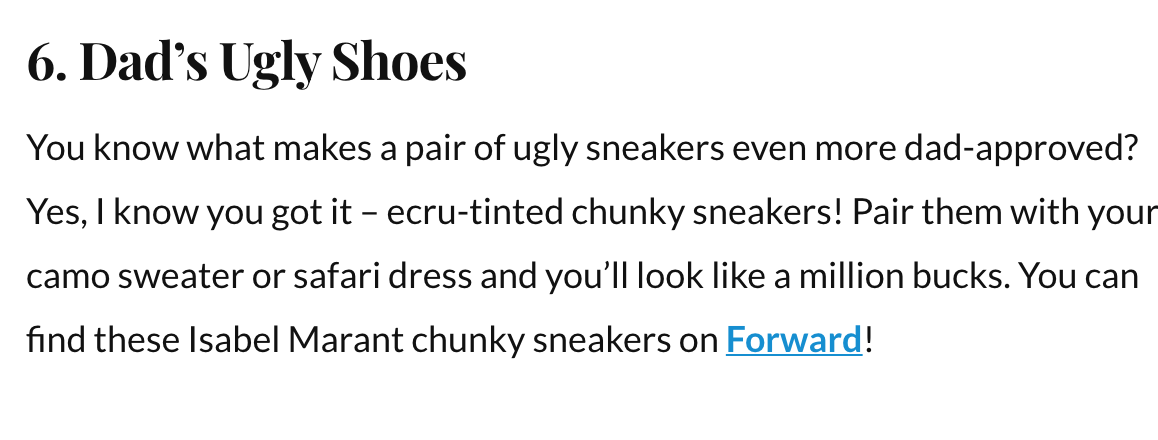 6. Dad’s Ugly Shoes
You know what makes a pair of ugly sneakers even more dad-approved?
Yes, I know you got it – ecru-tinted chunky sneakers! Pair them with your
camo sweater or safari dress and you’ll look like a million bucks. You can
find these Isabel Marant chunky sneakers on Forward!